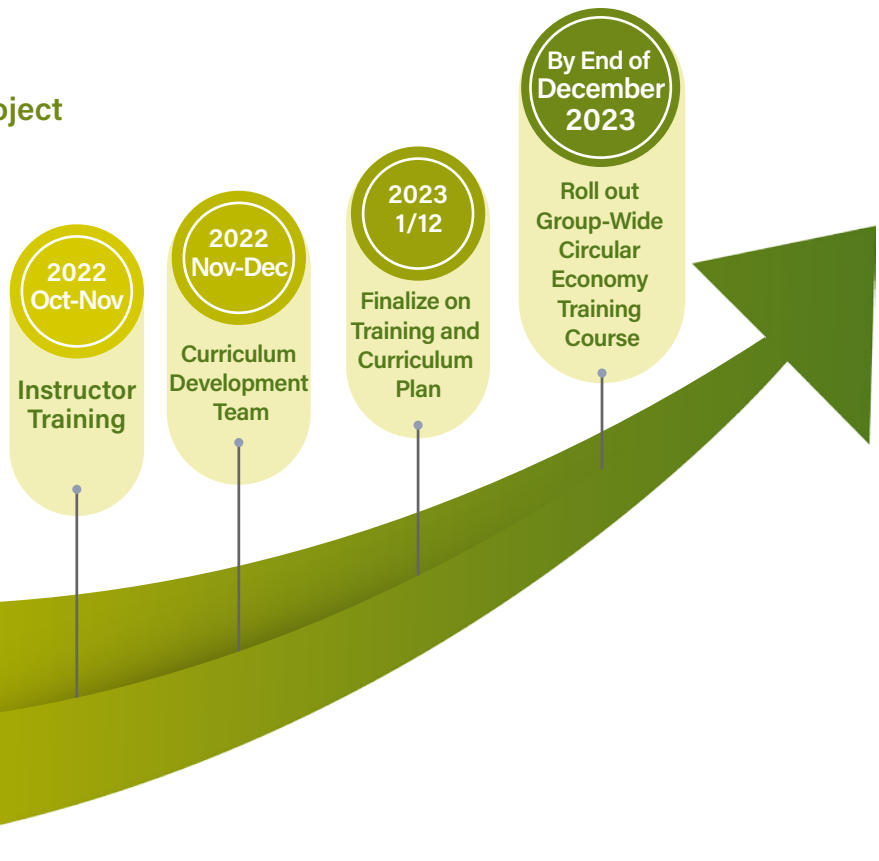 oject
2022
Oct-Nov
Instructor
Training
2022
Nov-Dec
Curriculum
Development
Team
2023
1/12
Finalize on
Training and
Curriculum
Plan
By End of
December
2023
Roll out
Group-Wide
Circular
Economy
Training
Course